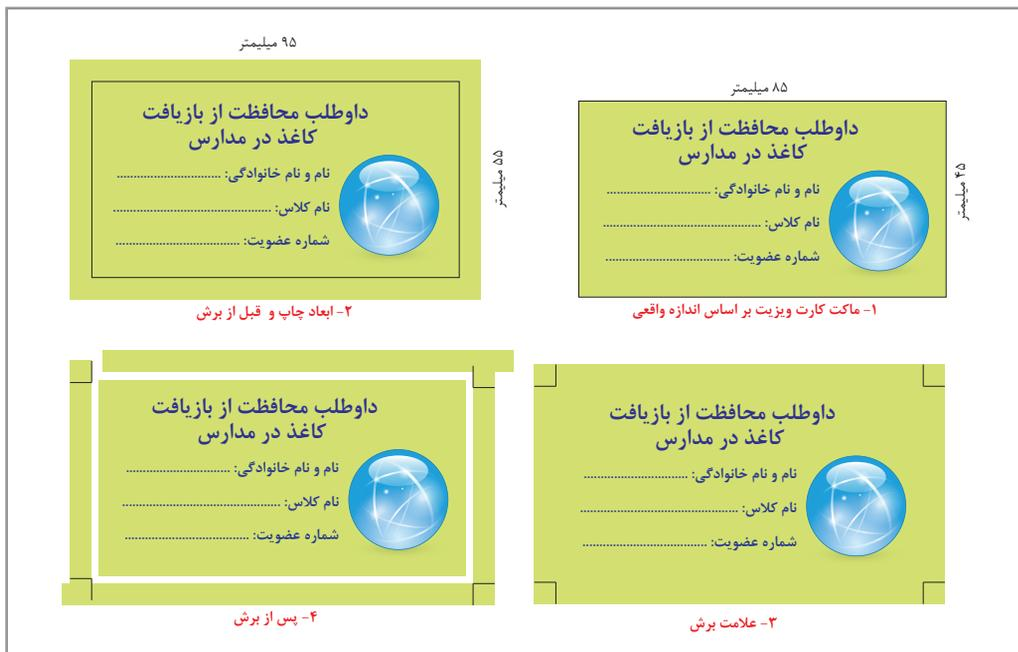 ۸۵ میلیمتر
داوطلب محافظت از بازیافت
کاغذ در مدارس
نام و نام خانوادگی: ...............................
نام کلاس: ...............................................
شماره عضویت: .....................................
۴۵ میلیمتر
۱- ماکت کارت ویزیت بر اساس اندازه واقعی
۹۵ میلیمتر
داوطلب محافظت از بازیافت
کاغذ در مدارس
نام و نام خانوادگی: ...............................
نام کلاس: ...............................................
شماره عضویت: .....................................
۵۵ میلیمتر
۲- ابعاد چاپ و قبل از برش
داوطلب محافظت از بازیافت
کاغذ در مدارس
نام و نام خانوادگی: ...............................
نام کلاس: ...............................................
شماره عضویت: .....................................
۳- علامت برش
داوطلب محافظت از بازیافت
کاغذ در مدارس
نام و نام خانوادگی: ...............................
نام کلاس: ...............................................
شماره عضویت: .....................................
۴- پس از برش